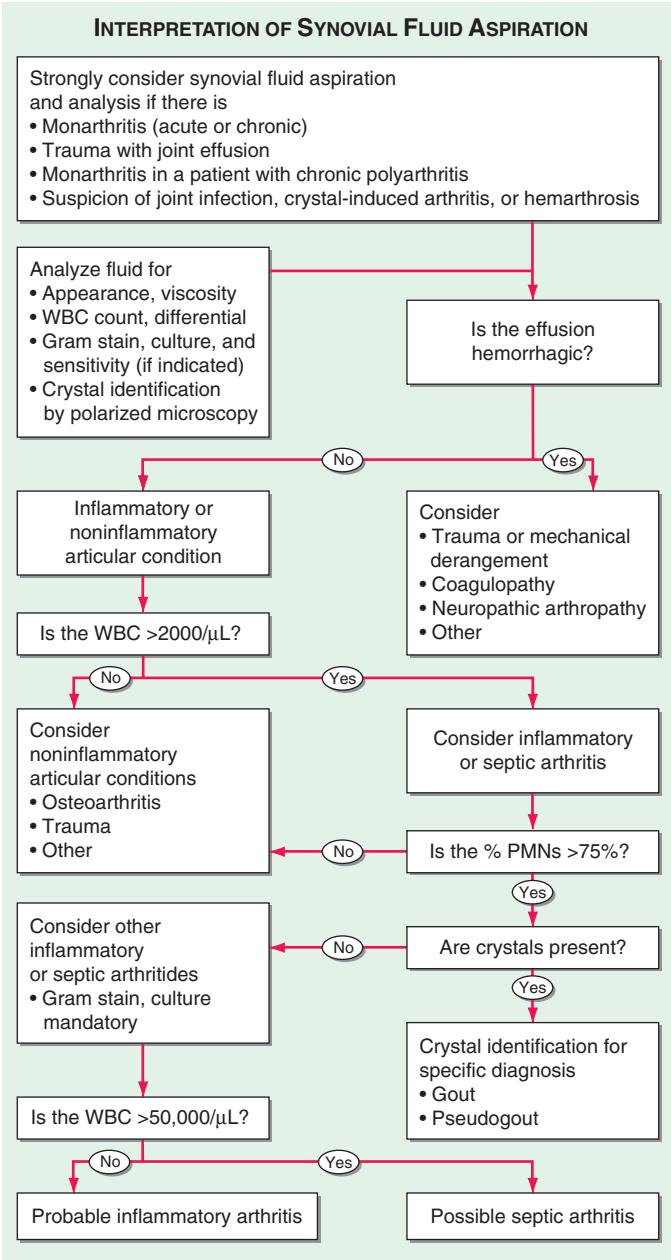 INTERPRETATION OF SYNOVIAL FLUID ASPIRATION
Strongly consider synovial fluid aspiration
and analysis if there is
• Monarthritis (acute or chronic)
• Trauma with joint effusion
• Monarthritis in a patient with chronic polyarthritis
• Suspicion of joint infection, crystal-induced arthritis, or hemarthrosis
Analyze fluid for
• Appearance, viscosity
• WBC count, differential
• Gram stain, culture, and
sensitivity (if indicated)
• Crystal identification
by polarized microscopy
Is the effusion
hemorrhagic?
No
Yes
Inflammatory or
noninflammatory
articular condition
Consider
• Trauma or mechanical
derangement
• Coagulopathy
• Neuropathic arthropathy
• Other
Is the WBC >2000/μL?
No
Yes
Consider
noninflammatory
articular conditions
• Osteoarthritis
• Trauma
• Other
Consider inflammatory
or septic arthritis
No
Is the % PMNs >75%?
Yes
Consider other
inflammatory
or septic arthritides
• Gram stain, culture
mandatory
No
Are crystals present?
Yes
Crystal identification for
specific diagnosis
• Gout
• Pseudogout
Is the WBC >50,000/μL?
No
Yes
Probable inflammatory arthritis
Possible septic arthritis